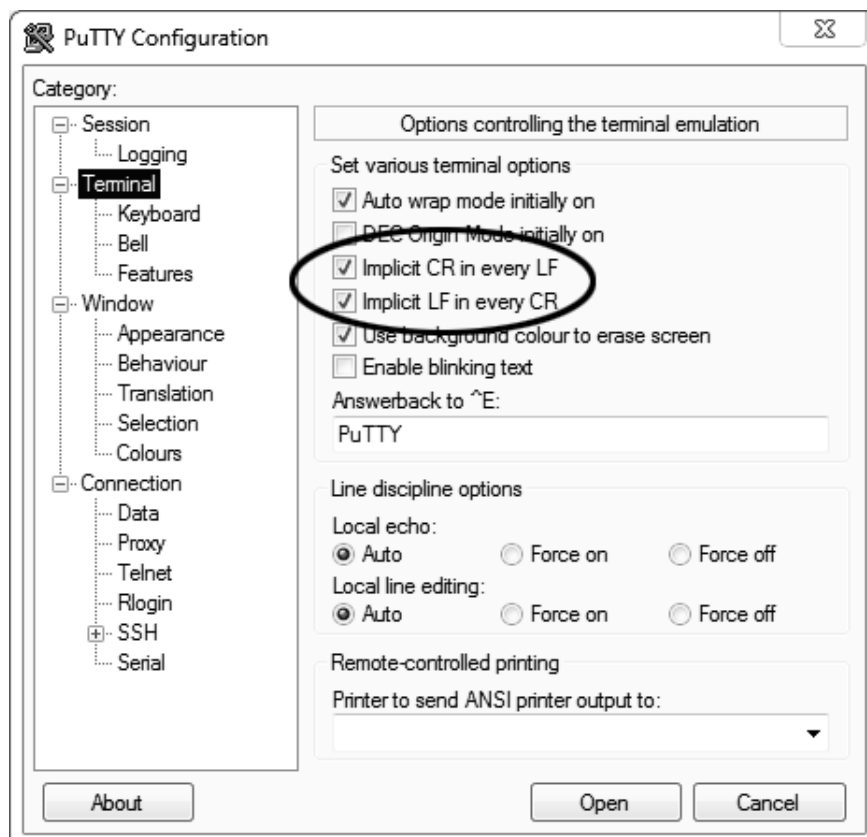 PuTTY Configuration
Category:
Session
Logging
Terminal
Keyboard
Bell
Features
Window
Appearance
Behaviour
Translation
Selection
Colours
Connection
Data
Proxy
Telnet
Rlogin
SSH
Serial
Options controlling the terminal emulation
Set various terminal options
Auto wrap mode initially on
DEC Origin Mode initially on
Implicit CR in every LF
Implicit LF in every CR
Use background colour to erase screen
Enable blinking text
Answerback to ^E:
PuTTY
Line discipline options
Local echo:
Auto Force on Force off
Local line editing:
Auto Force on Force off
Remote-controlled printing
Printer to send ANSI printer output to:
About Open Cancel